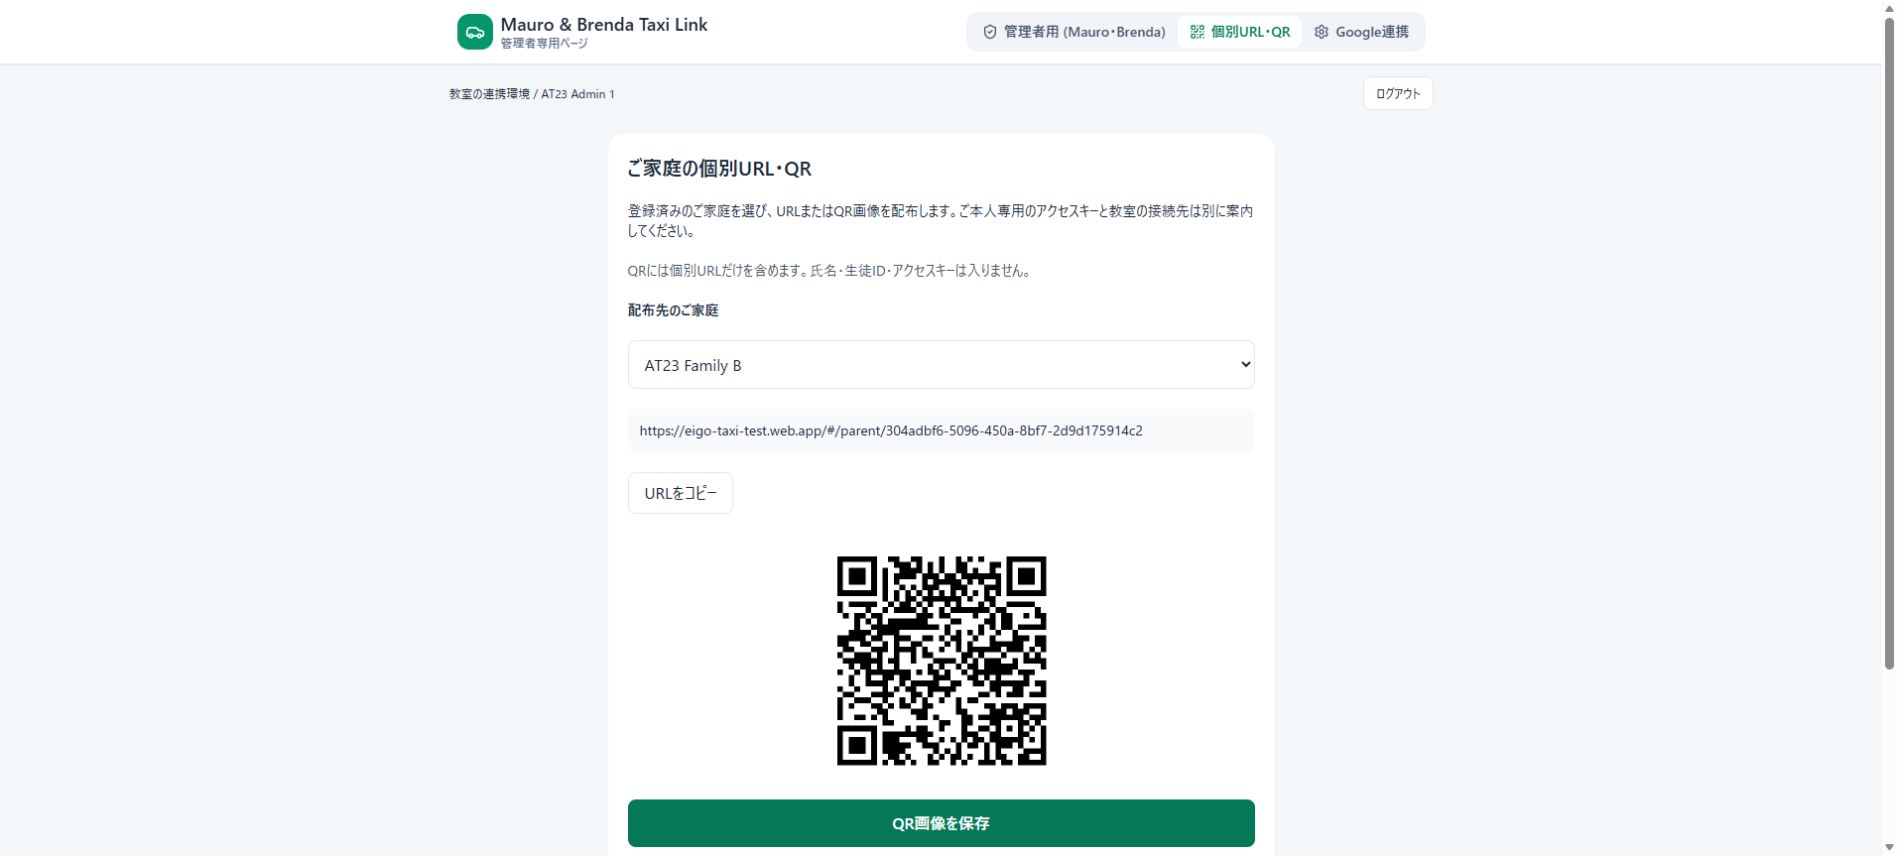 Mauro & Brenda Taxi Link
管理者専用ページ
管理者用 (Mauro・Brenda)
個別URL・QR
Google連携
教室の連携環境 / AT23 Admin 1
ログアウト
ご家庭の個別URL・QR
登録済みのご家庭を選び、URLまたはQR画像を配布します。ご本人専用のアクセスキーと教室の接続先は別に案内
してください。
QRには個別URLだけを含めます。氏名・生徒ID・アクセスキーは入りません。
配布先のご家庭
AT23 Family B
https://eigo-taxi-test.web.app/#/parent/304adbf6-5096-450a-8bf7-2d9d175914c2
URLをコピー
QR画像を保存